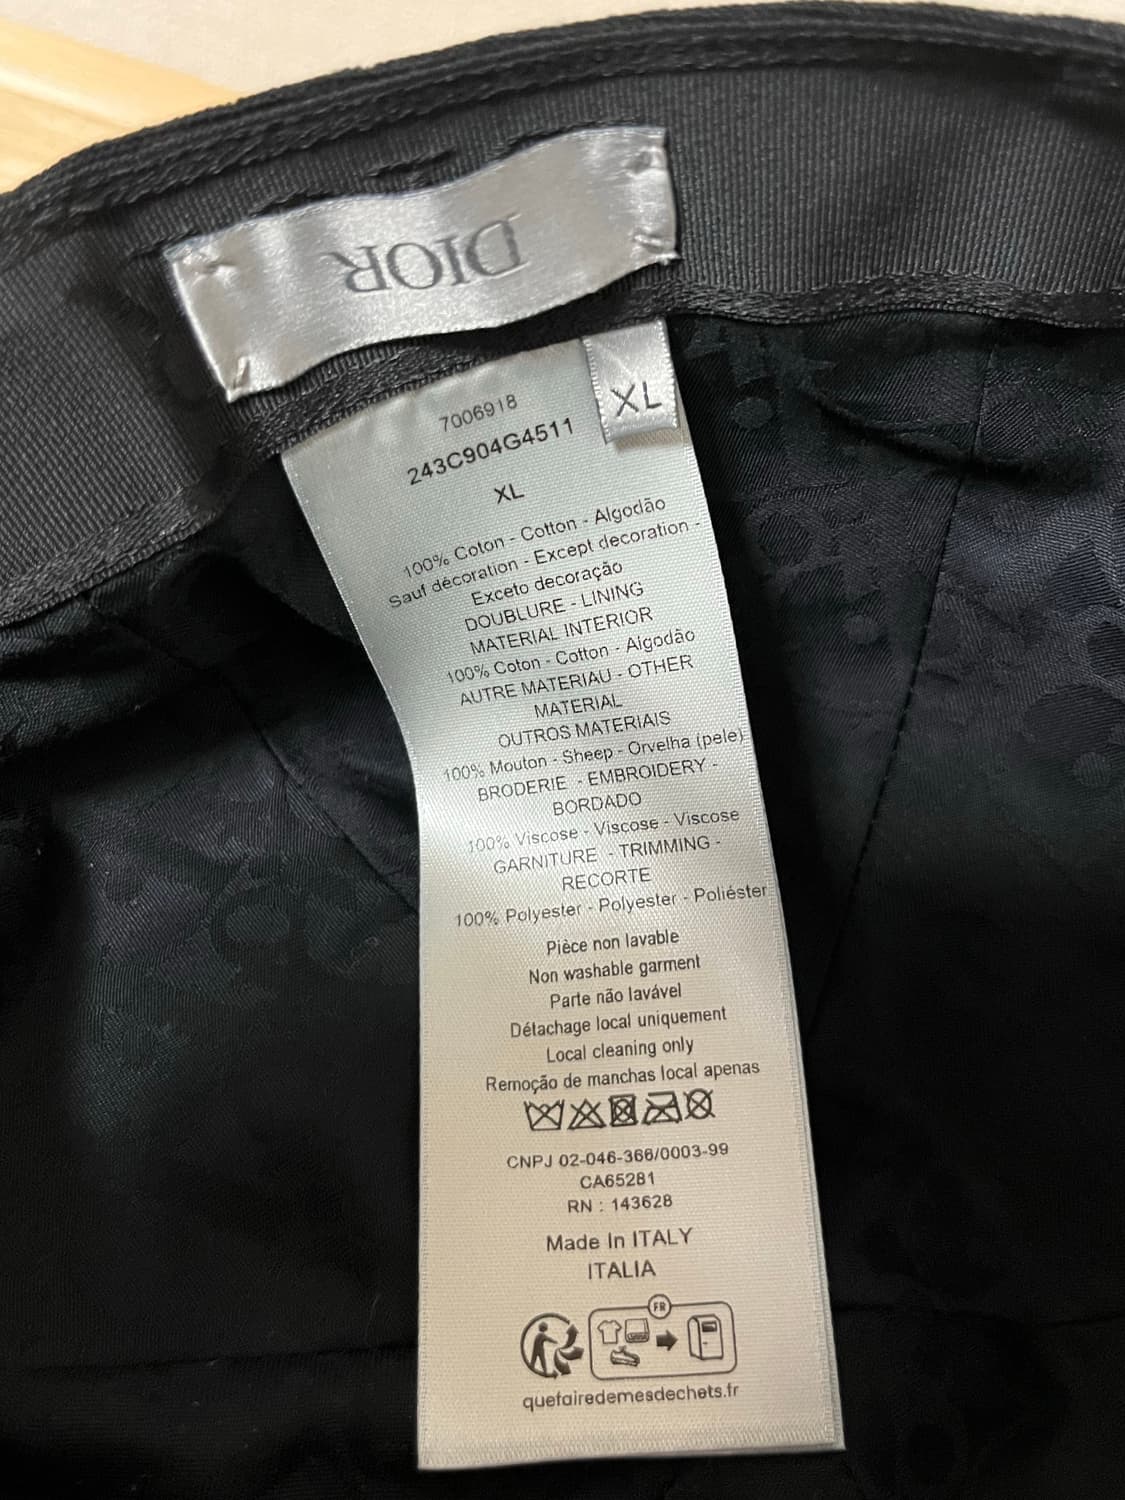 DIOR
XL
7006918
243C904G4511
XL
100% Coton - Cotton - Algodão
Sauf décoration - Except decoration -
Exceto decoração
DOUBLURE - LINING
MATERIAL INTERIOR
100% Coton - Cotton - Algodão
AUTRE MATERIAU - OTHER
MATERIAL
OUTROS MATERIAIS
100% Mouton - Sheep - Orvelha (pele)
BRODERIE - EMBROIDERY -
BORDADO
100% Viscose - Viscose - Viscose
GARNITURE - TRIMMING -
RECORTE
100% Polyester - Polyester - Poliéster
Pièce non lavable
Non washable garment
Parte não lavável
Détachage local uniquement
Local cleaning only
Remoção de manchas local apenas
CNPJ 02-046-366/0003-99
CA65281
RN : 143628
Made In ITALY
ITALIA
FR
quefairedemesdechets.fr